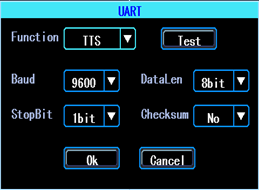 UART
Function TTS Test
Baud 9600 DataLen 8bit
StopBit 1bit Checksum No
Ok Cancel